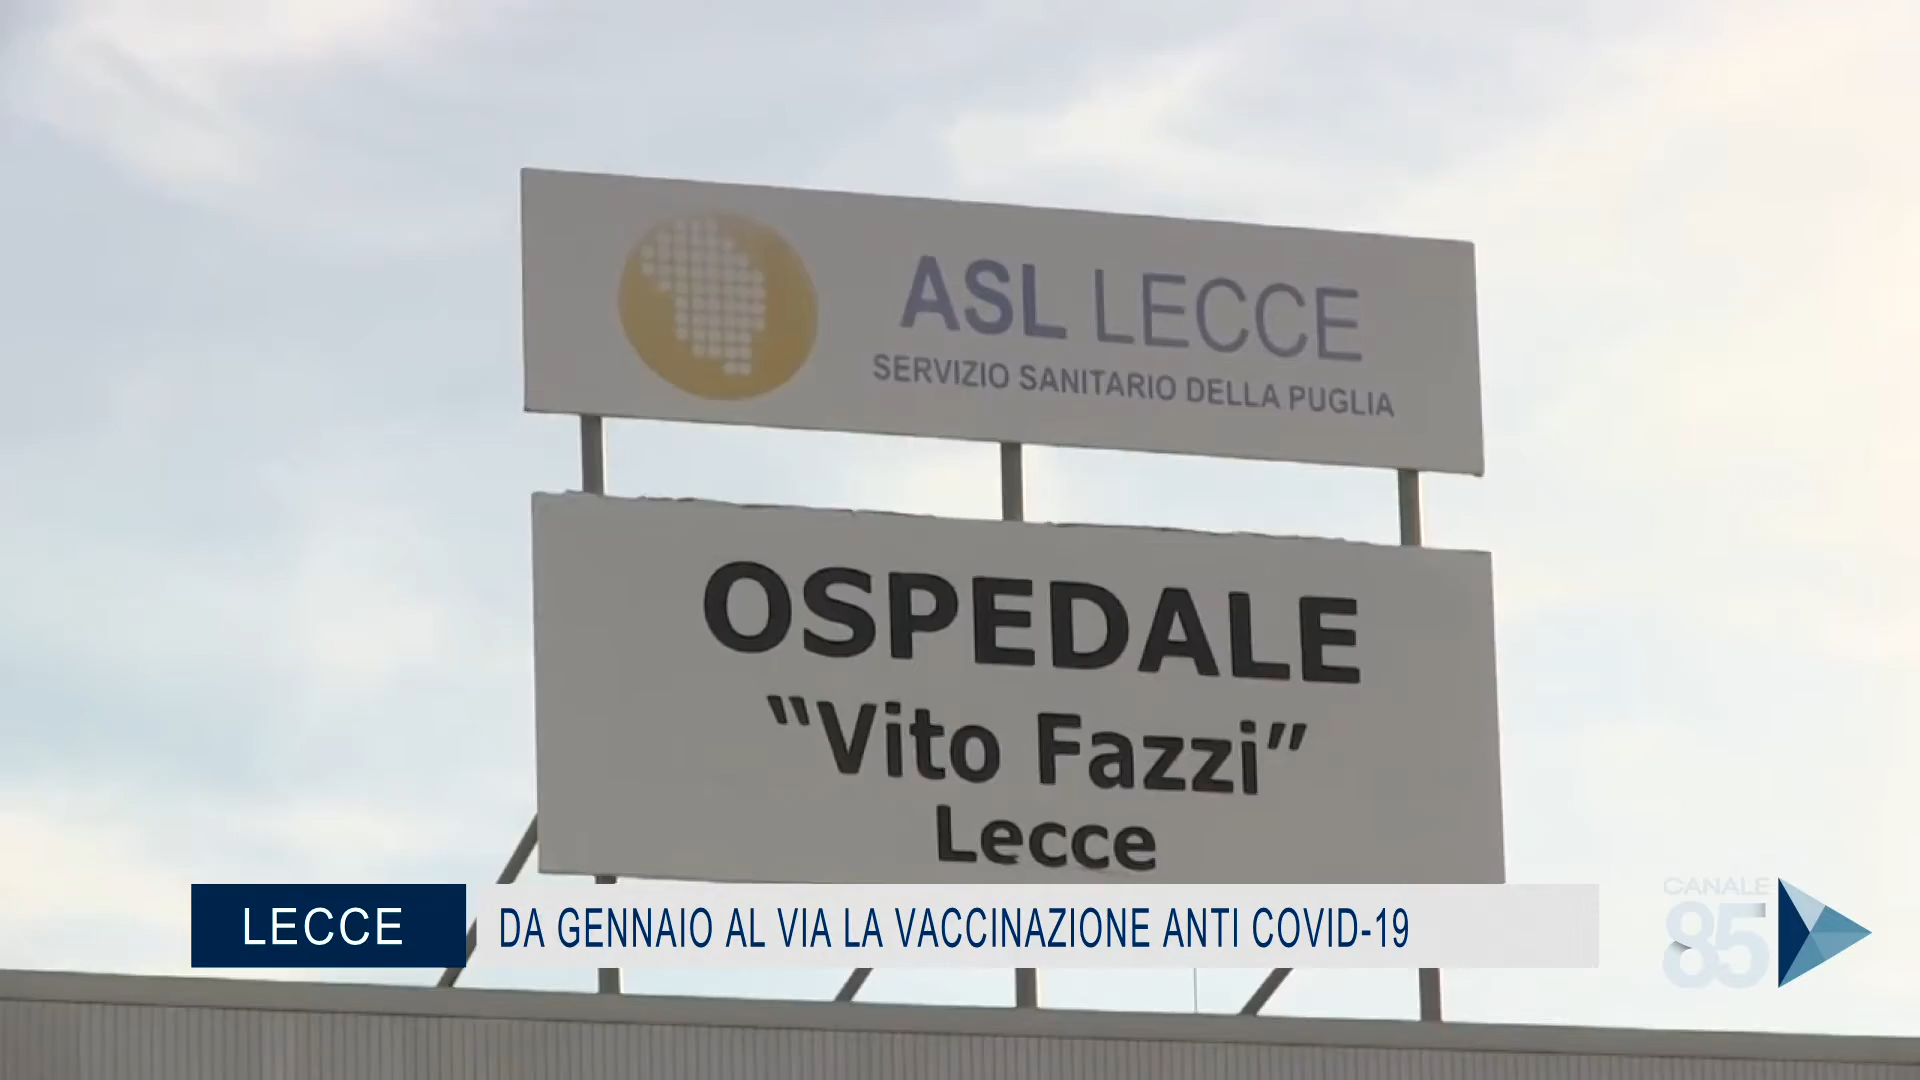 ASL LECCE
SERVIZIO SANITARIO DELLA PUGLIA
OSPEDALE
“Vito Fazzi”
Lecce
LECCE
DA GENNAIO AL VIA LA VACCINAZIONE ANTI COVID-19
CANALE
85